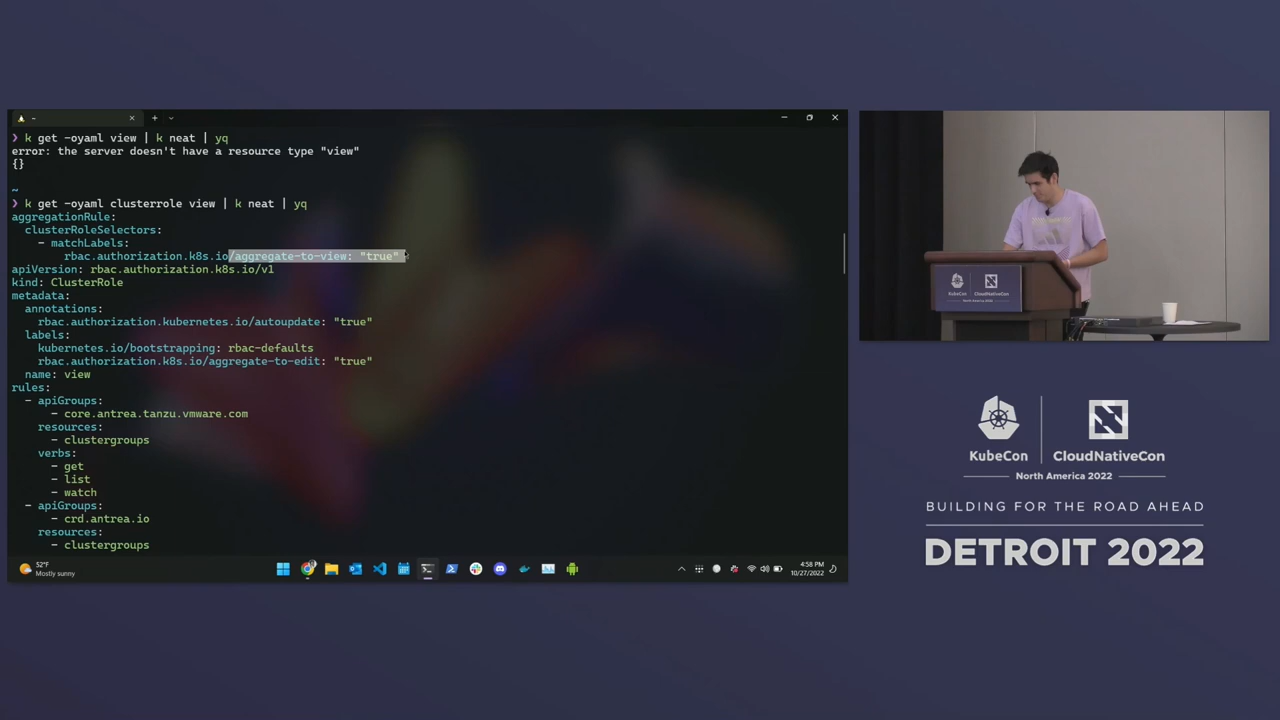 ~
❯ k get -oyaml view | k neat | yq
error: the server doesn't have a resource type "view"
{}
~
❯ k get -oyaml clusterrole view | k neat | yq
aggregationRule:
clusterRoleSelectors:
- matchLabels:
rbac.authorization.k8s.io/aggregate-to-view: "true"
apiVersion: rbac.authorization.k8s.io/v1
kind: ClusterRole
metadata:
annotations:
rbac.authorization.kubernetes.io/autoupdate: "true"
labels:
kubernetes.io/bootstrapping: rbac-defaults
rbac.authorization.k8s.io/aggregate-to-edit: "true"
name: view
rules:
- apiGroups:
- core.antrea.tanzu.vmware.com
resources:
- clustergroups
verbs:
- get
- list
- watch
- apiGroups:
- crd.antrea.io
resources:
- clustergroups
52°F
Mostly sunny
4:58 PM
10/27/2022
KubeCon
CloudNativeCon
North America 2022
KubeCon
CloudNativeCon
North America 2022
BUILDING FOR THE ROAD AHEAD
DETROIT 2022